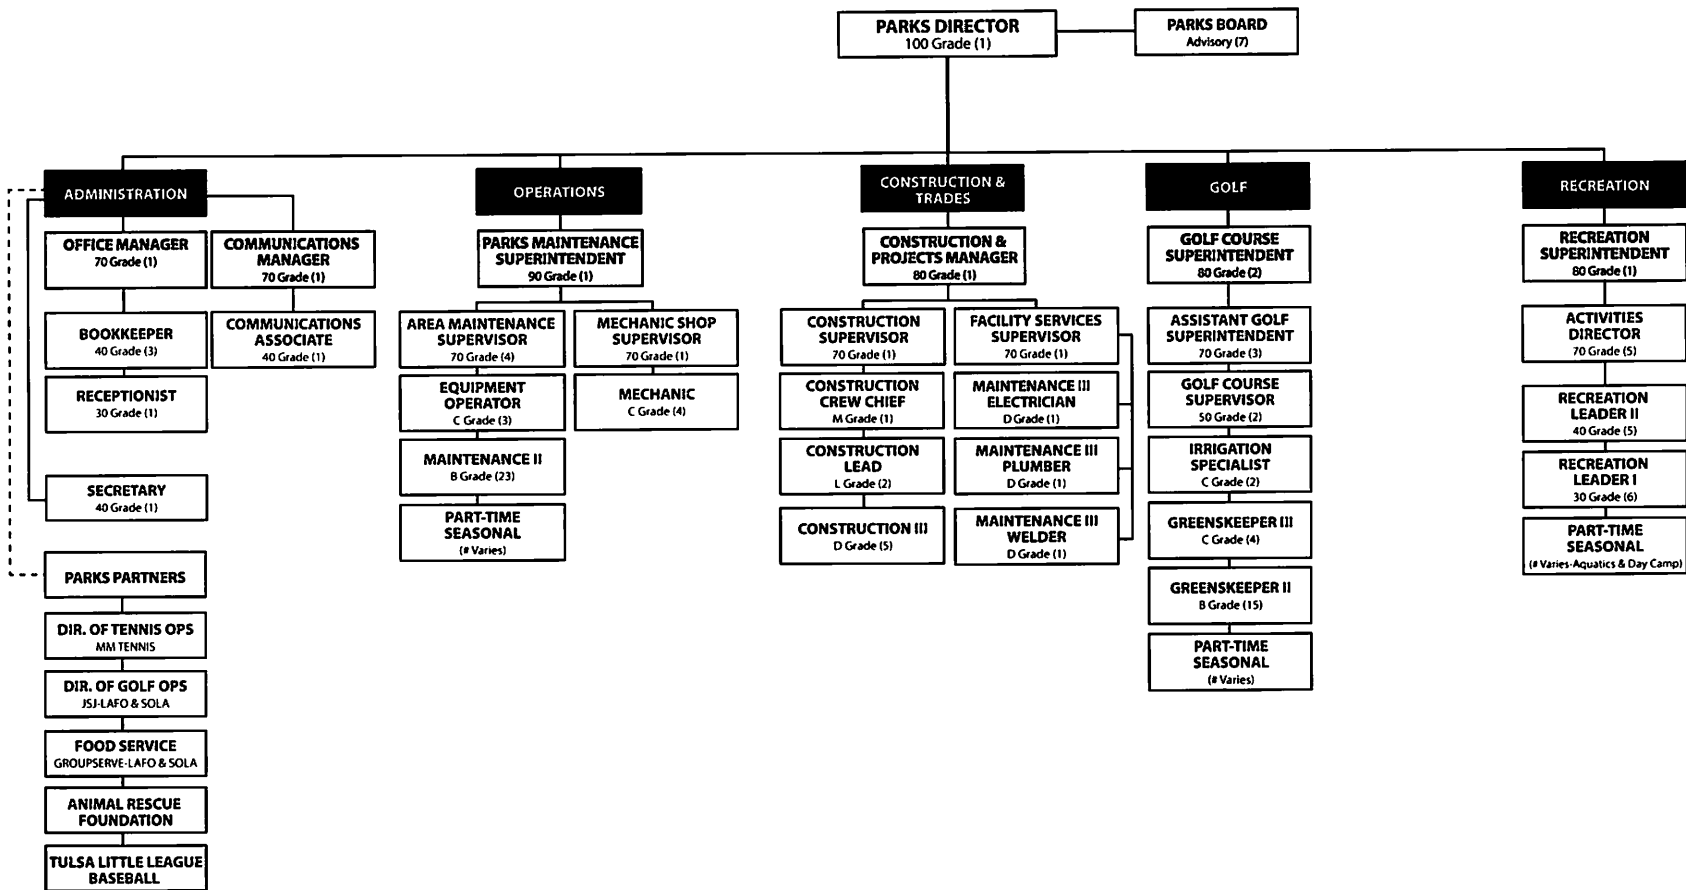 PARKS DIRECTOR
100 Grade (1)
PARKS BOARD
Advisory (7)
ADMINISTRATION
OFFICE MANAGER
70 Grade (1)
COMMUNICATIONS
MANAGER
70 Grade (1)
BOOKKEEPER
40 Grade (3)
COMMUNICATIONS
ASSOCIATE
40 Grade (1)
RECEPTIONIST
30 Grade (1)
SECRETARY
40 Grade (1)
PARKS PARTNERS
DIR. OF TENNIS OPS
MM TENNIS
DIR. OF GOLF OPS
JSJ-LAFO & SOLA
FOOD SERVICE
GROUPSERVE-LAFO & SOLA
ANIMAL RESCUE
FOUNDATION
TULSA LITTLE LEAGUE
BASEBALL
OPERATIONS
PARKS MAINTENANCE
SUPERINTENDENT
90 Grade (1)
AREA MAINTENANCE
SUPERVISOR
70 Grade (4)
MECHANIC SHOP
SUPERVISOR
70 Grade (1)
EQUIPMENT
OPERATOR
C Grade (3)
MECHANIC
C Grade (4)
MAINTENANCE II
B Grade (23)
PART-TIME
SEASONAL
(# Varies)
CONSTRUCTION &
TRADES
CONSTRUCTION &
PROJECTS MANAGER
80 Grade (1)
CONSTRUCTION
SUPERVISOR
70 Grade (1)
FACILITY SERVICES
SUPERVISOR
70 Grade (1)
CONSTRUCTION
CREW CHIEF
M Grade (1)
MAINTENANCE III
ELECTRICIAN
D Grade (1)
CONSTRUCTION
LEAD
L Grade (2)
MAINTENANCE III
PLUMBER
D Grade (1)
CONSTRUCTION III
D Grade (5)
MAINTENANCE III
WELDER
D Grade (1)
GOLF
GOLF COURSE
SUPERINTENDENT
80 Grade (2)
ASSISTANT GOLF
SUPERINTENDENT
70 Grade (3)
GOLF COURSE
SUPERVISOR
50 Grade (2)
IRRIGATION
SPECIALIST
C Grade (2)
GREENSKEEPER III
C Grade (4)
GREENSKEEPER II
B Grade (15)
PART-TIME
SEASONAL
(# Varies)
RECREATION
RECREATION
SUPERINTENDENT
80 Grade (1)
ACTIVITIES
DIRECTOR
70 Grade (5)
RECREATION
LEADER II
40 Grade (5)
RECREATION
LEADER I
30 Grade (6)
PART-TIME
SEASONAL
(# Varies-Aquatics & Day Camp)